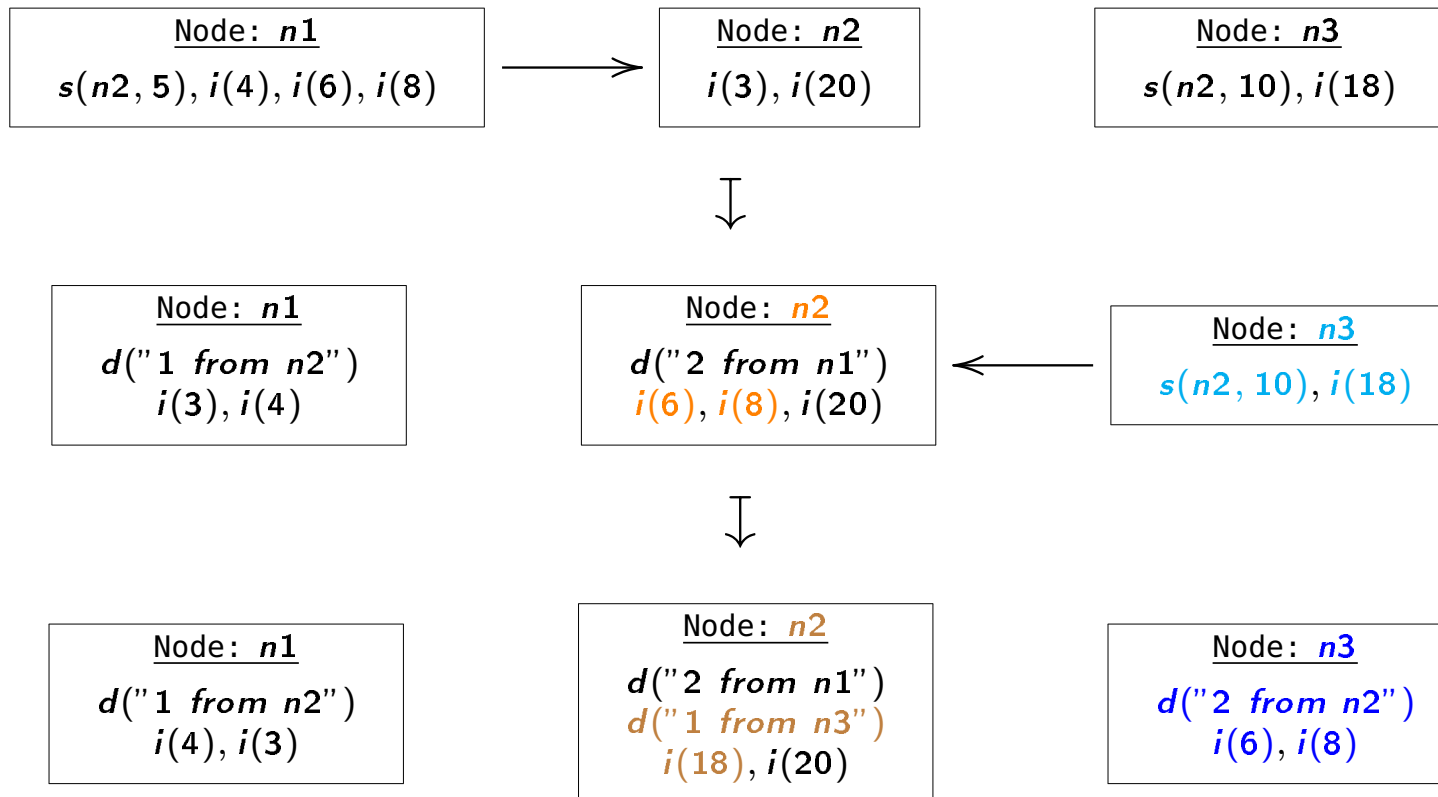 Node: n1
s(n2, 5), i(4), i(6), i(8)
Node: n2
i(3), i(20)
Node: n3
s(n2, 10), i(18)
Node: n1
d("1 from n2")
i(3), i(4)
Node: n2
d("2 from n1")
i(6), i(8), i(20)
Node: n3
s(n2, 10), i(18)
Node: n1
d("1 from n2")
i(4), i(3)
Node: n2
d("2 from n1")
d("1 from n3")
i(18), i(20)
Node: n3
d("2 from n2")
i(6), i(8)